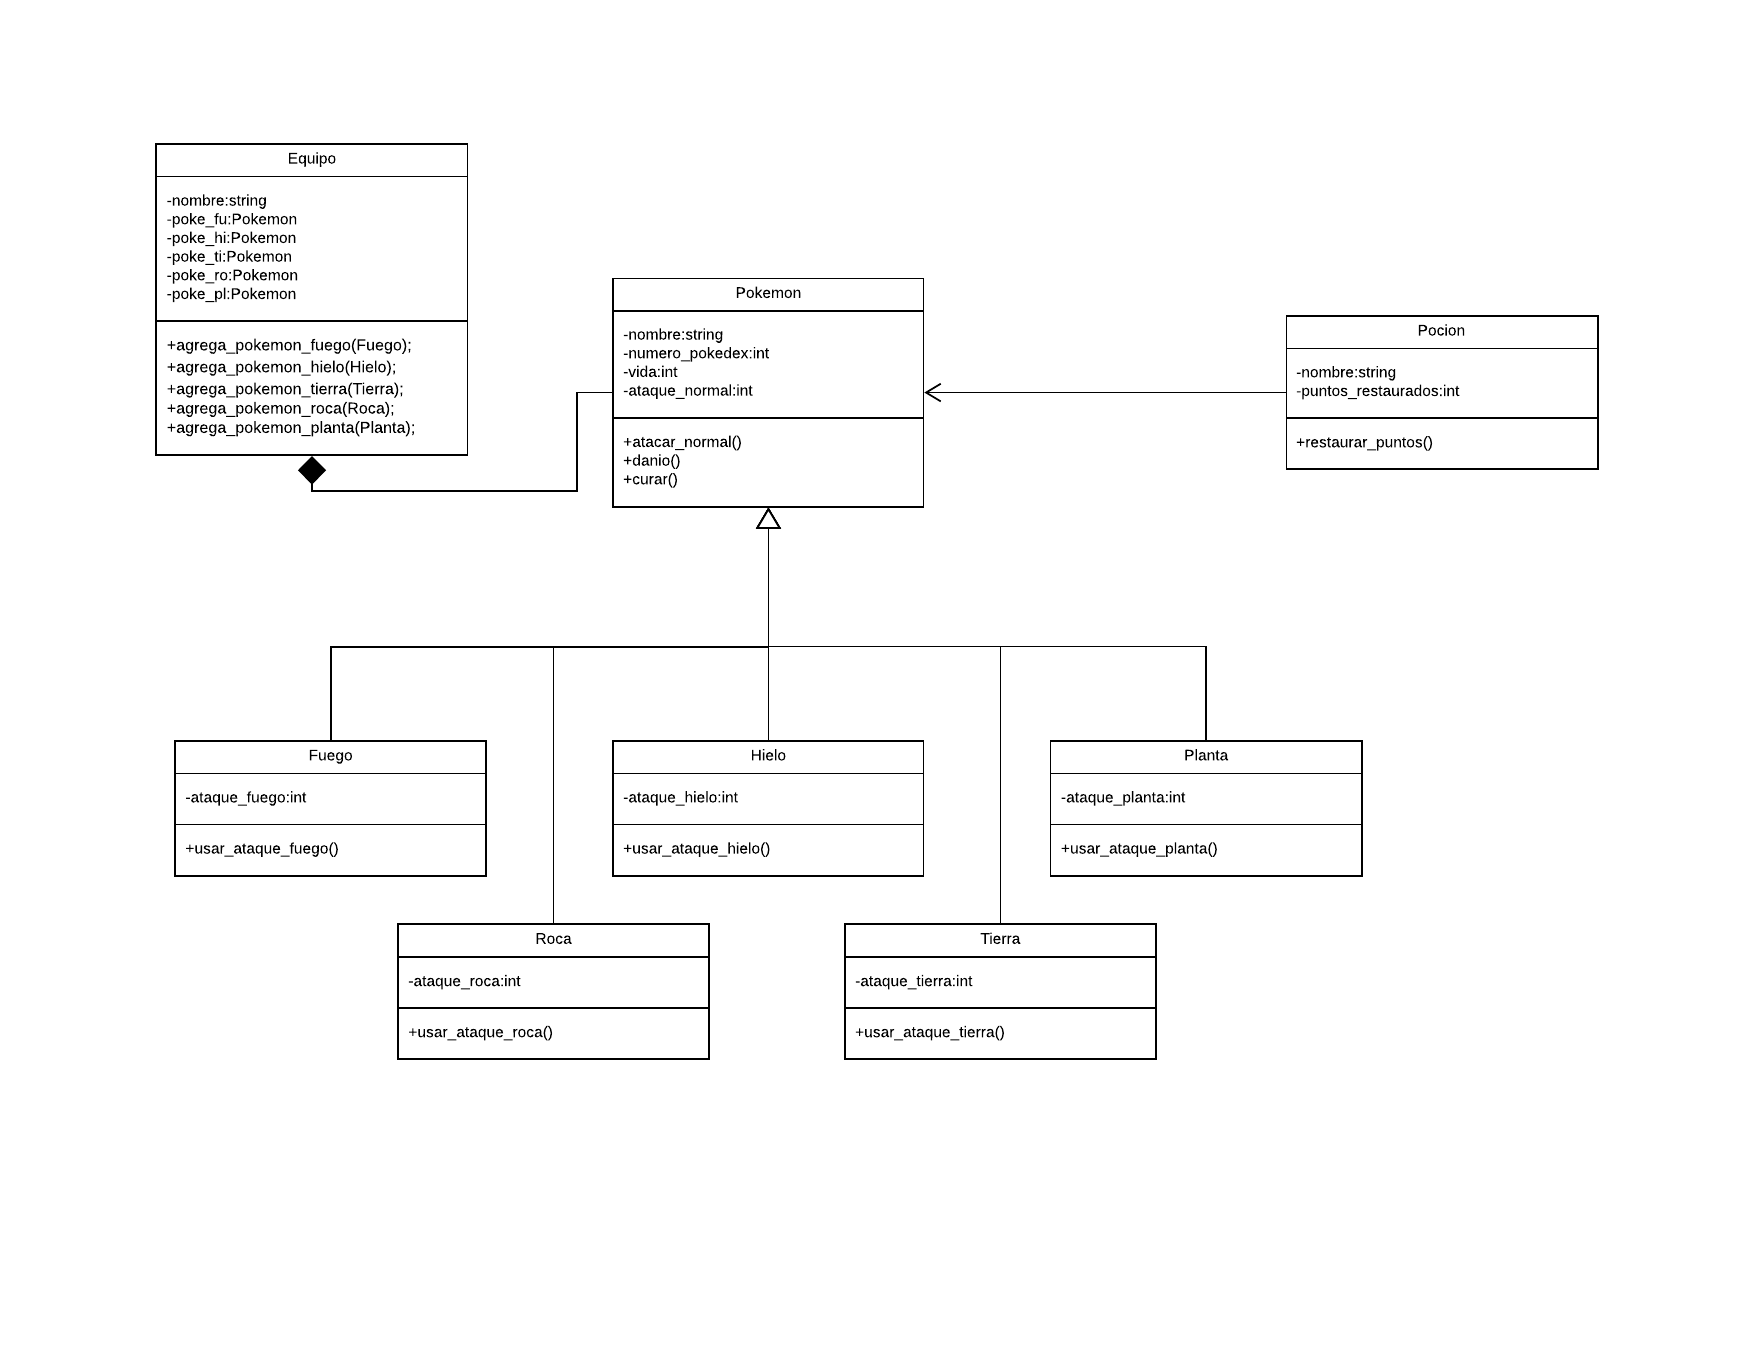 Equipo
-nombre:string
-poke_fu:Pokemon
-poke_hi:Pokemon
-poke_ti:Pokemon
-poke_ro:Pokemon
-poke_pl:Pokemon
+agrega_pokemon_fuego(Fuego);
+agrega_pokemon_hielo(Hielo);
+agrega_pokemon_tierra(Tierra);
+agrega_pokemon_roca(Roca);
+agrega_pokemon_planta(Planta);
Pokemon
-nombre:string
-numero_pokedex:int
-vida:int
-ataque_normal:int
+atacar_normal()
+danio()
+curar()
Pocion
-nombre:string
-puntos_restaurados:int
+restaurar_puntos()
Fuego
-ataque_fuego:int
+usar_ataque_fuego()
Hielo
-ataque_hielo:int
+usar_ataque_hielo()
Planta
-ataque_planta:int
+usar_ataque_planta()
Roca
-ataque_roca:int
+usar_ataque_roca()
Tierra
-ataque_tierra:int
+usar_ataque_tierra()